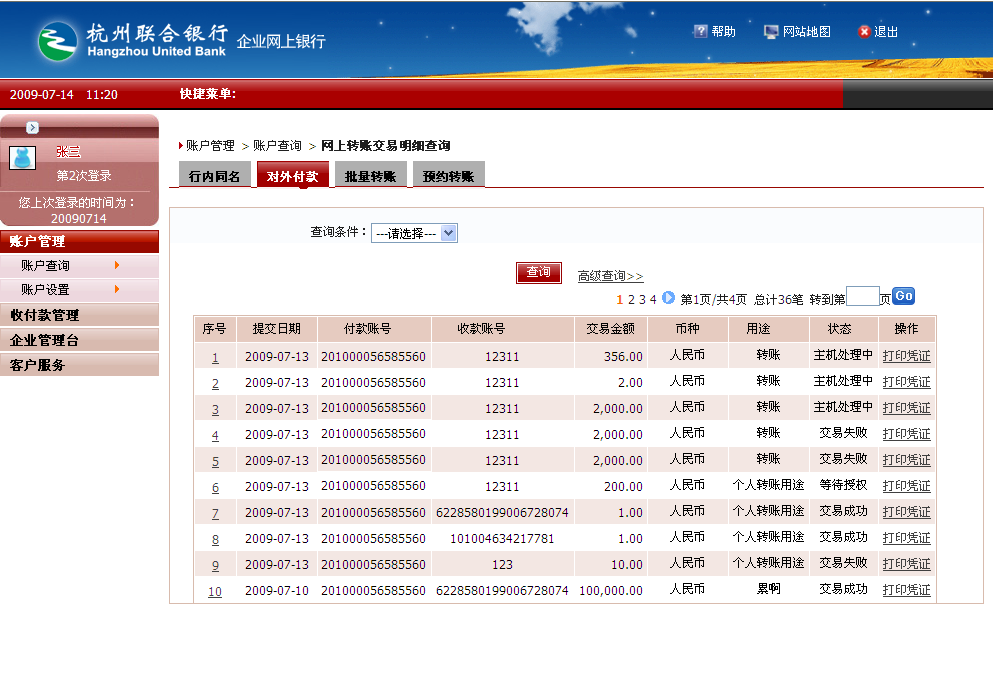 杭州联合银行 企业网上银行
Hangzhou United Bank
帮助 网站地图 退出
2009-07-14 11:20 快捷菜单:
张三
第2次登录
您上次登录的时间为：
20090714
账户管理
账户查询
账户设置
收付款管理
企业管理台
客户服务
账户管理 > 账户查询 > 网上转账交易明细查询
行内同名 对外付款 批量转账 预约转账
查询条件： ---请选择---
查询 高级查询>>
1 2 3 4 第1页/共4页 总计36笔 转到第 页 Go
序号 提交日期 付款账号 收款账号 交易金额 币种 用途 状态 操作
1 2009-07-13 201000056585560 12311 356.00 人民币 转账 主机处理中 打印凭证
2 2009-07-13 201000056585560 12311 2.00 人民币 转账 主机处理中 打印凭证
3 2009-07-13 201000056585560 12311 2,000.00 人民币 转账 主机处理中 打印凭证
4 2009-07-13 201000056585560 12311 2,000.00 人民币 转账 交易失败 打印凭证
5 2009-07-13 201000056585560 12311 2,000.00 人民币 转账 交易失败 打印凭证
6 2009-07-13 201000056585560 12311 200.00 人民币 个人转账用途 等待授权 打印凭证
7 2009-07-13 201000056585560 6228580199006728074 1.00 人民币 个人转账用途 交易成功 打印凭证
8 2009-07-13 201000056585560 101004634217781 1.00 人民币 个人转账用途 交易成功 打印凭证
9 2009-07-13 201000056585560 123 10.00 人民币 个人转账用途 交易失败 打印凭证
10 2009-07-10 201000056585560 6228580199006728074 100,000.00 人民币 累啊 交易成功 打印凭证